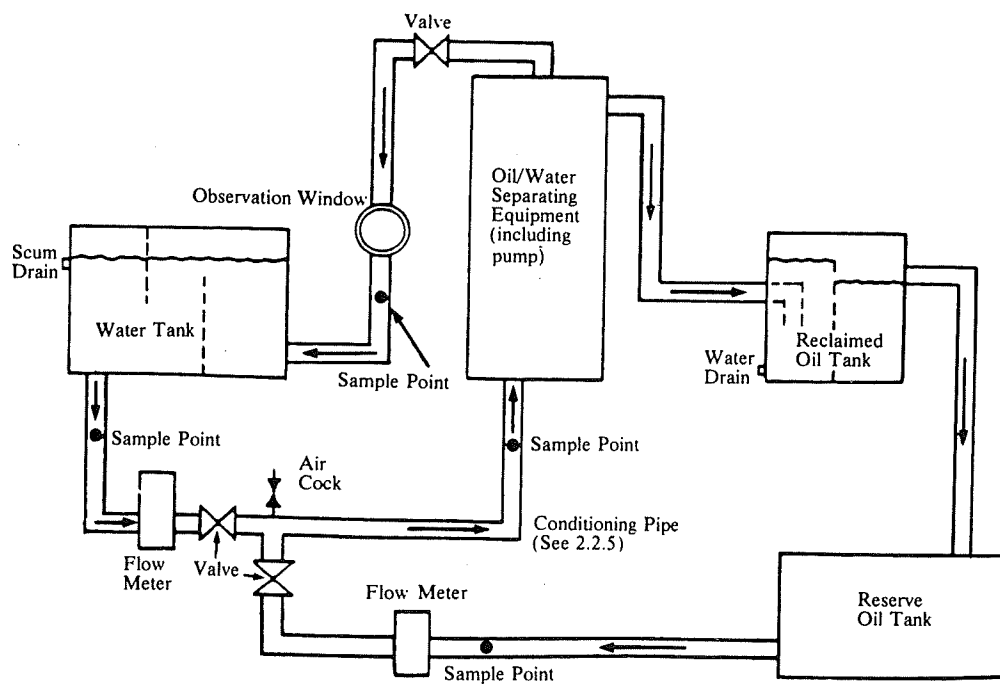 Valve
Observation Window
Oil/Water
Separating
Equipment
(including
pump)
Scum
Drain
Water Tank
Sample Point
Reclaimed
Oil Tank
Water
Drain
Sample Point
Sample Point
Air
Cock
Conditioning Pipe
(See 2.2.5)
Flow
Meter
Valve
Flow Meter
Reserve
Oil Tank
Sample Point